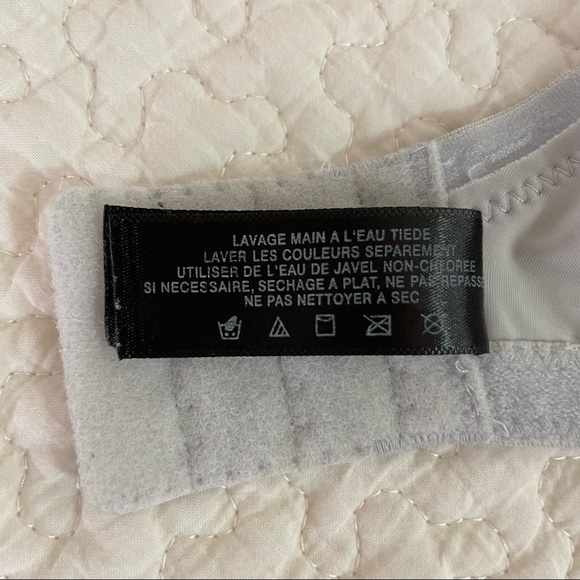 LAVAGE MAIN A L'EAU TIEDE
LAVER LES COULEURS SEPAREMENT
UTILISER DE L'EAU DE JAVEL NON-CHLOREE
SI NECESSAIRE, SECHAGE A PLAT, NE PAS REPASSE
NE PAS NETTOYER A SEC